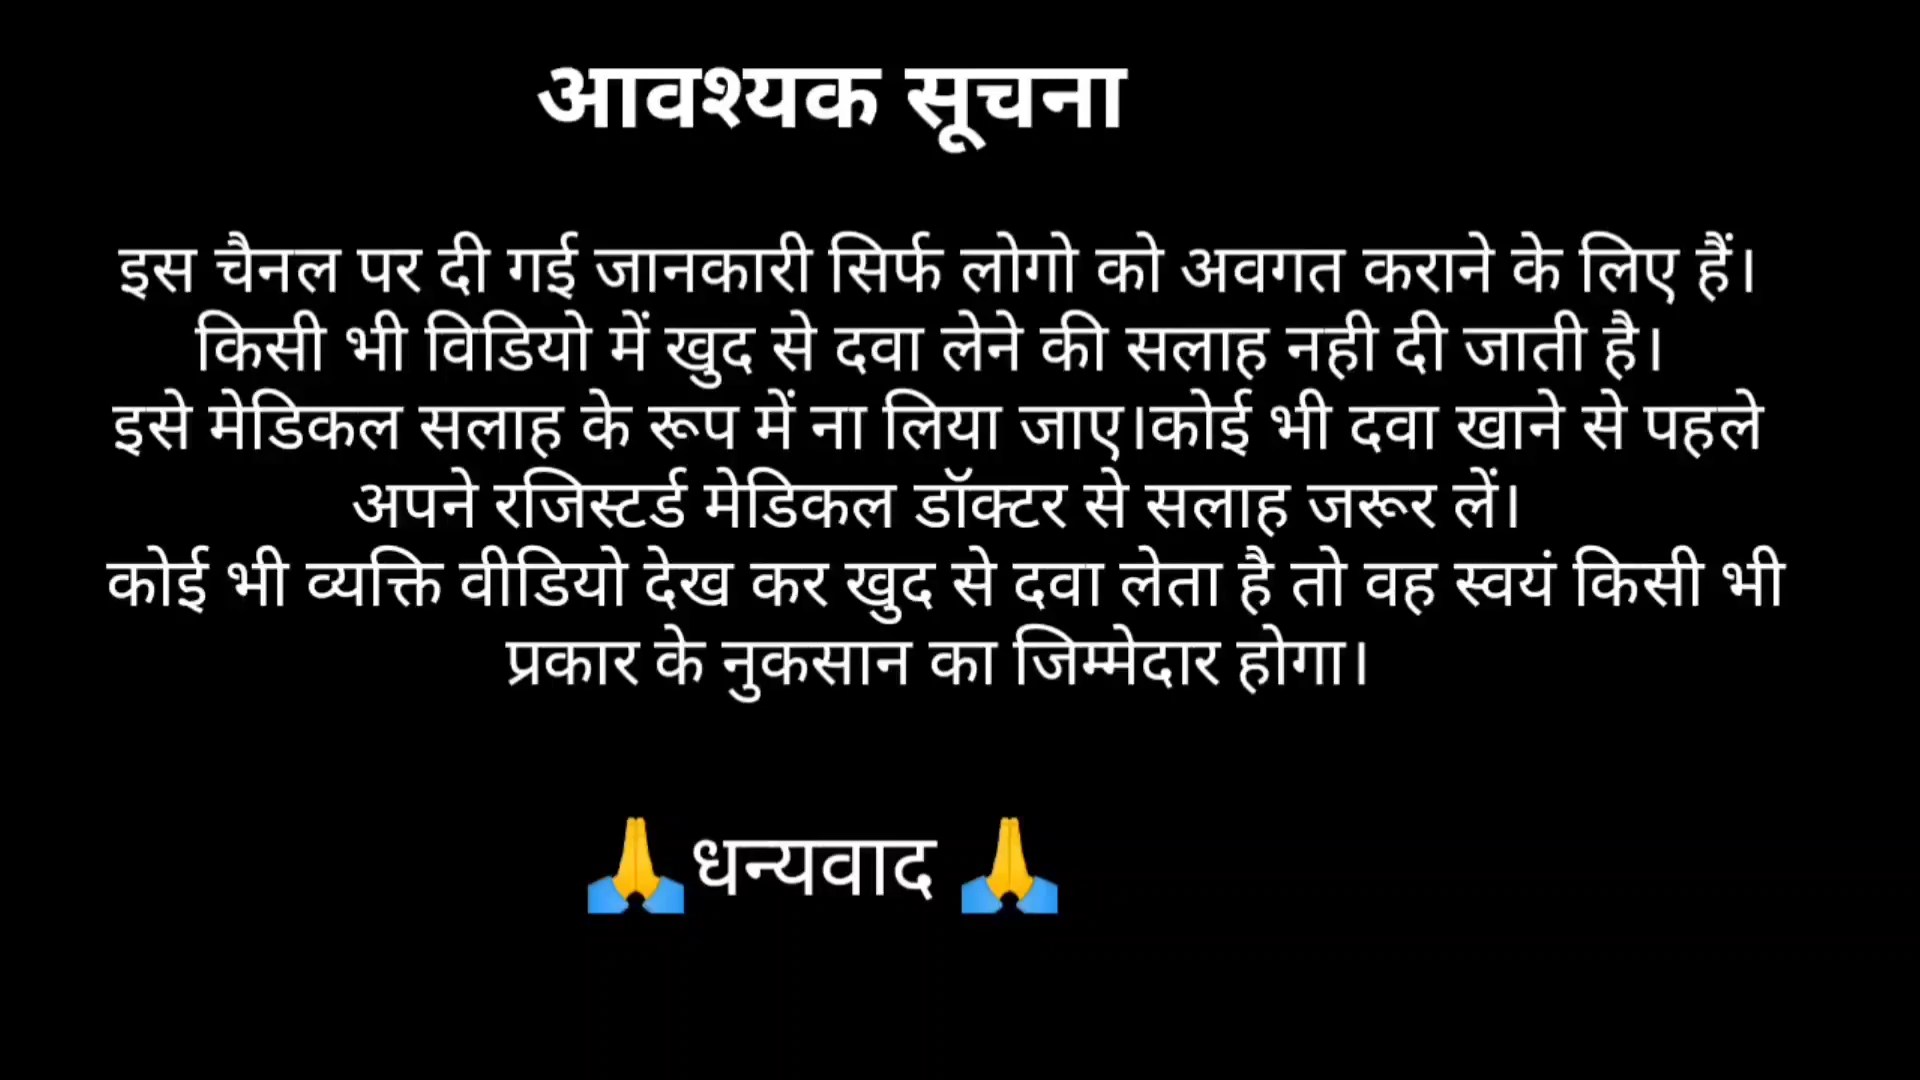 आवश्यक सूचना
इस चैनल पर दी गई जानकारी सिर्फ लोगो को अवगत कराने के लिए हैं।
किसी भी विडियो में खुद से दवा लेने की सलाह नही दी जाती है।
इसे मेडिकल सलाह के रूप में ना लिया जाए।कोई भी दवा खाने से पहले
अपने रजिस्टर्ड मेडिकल डॉक्टर से सलाह जरूर लें।
कोई भी व्यक्ति वीडियो देख कर खुद से दवा लेता है तो वह स्वयं किसी भी
प्रकार के नुकसान का जिम्मेदार होगा।
🙏धन्यवाद 🙏